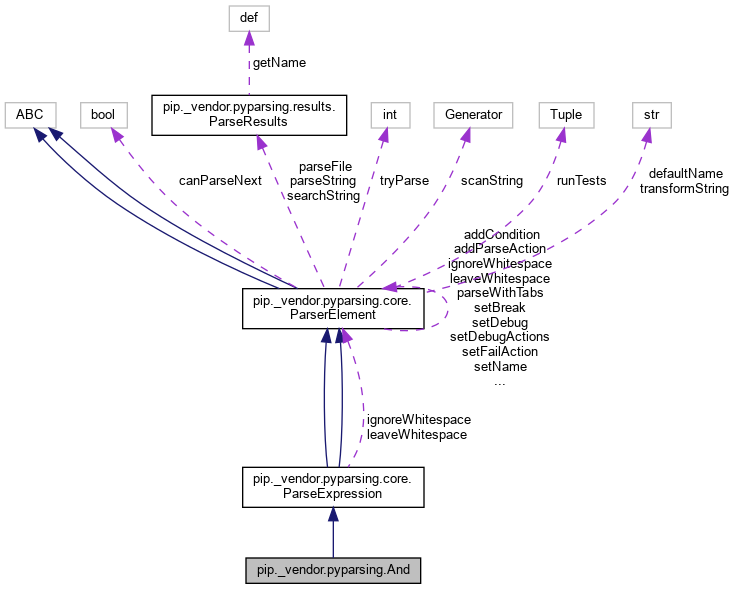 def
getName
pip._vendor.pyparsing.results.
ParseResults
ABC
bool
int
Generator
Tuple
str
canParseNext
parseFile
parseString
searchString
tryParse
scanString
runTests
defaultName
transformString
addCondition
addParseAction
ignoreWhitespace
leaveWhitespace
parseWithTabs
setBreak
setDebug
setDebugActions
setFailAction
setName
...
pip._vendor.pyparsing.core.
ParserElement
ignoreWhitespace
leaveWhitespace
pip._vendor.pyparsing.core.
ParseExpression
pip._vendor.pyparsing.And